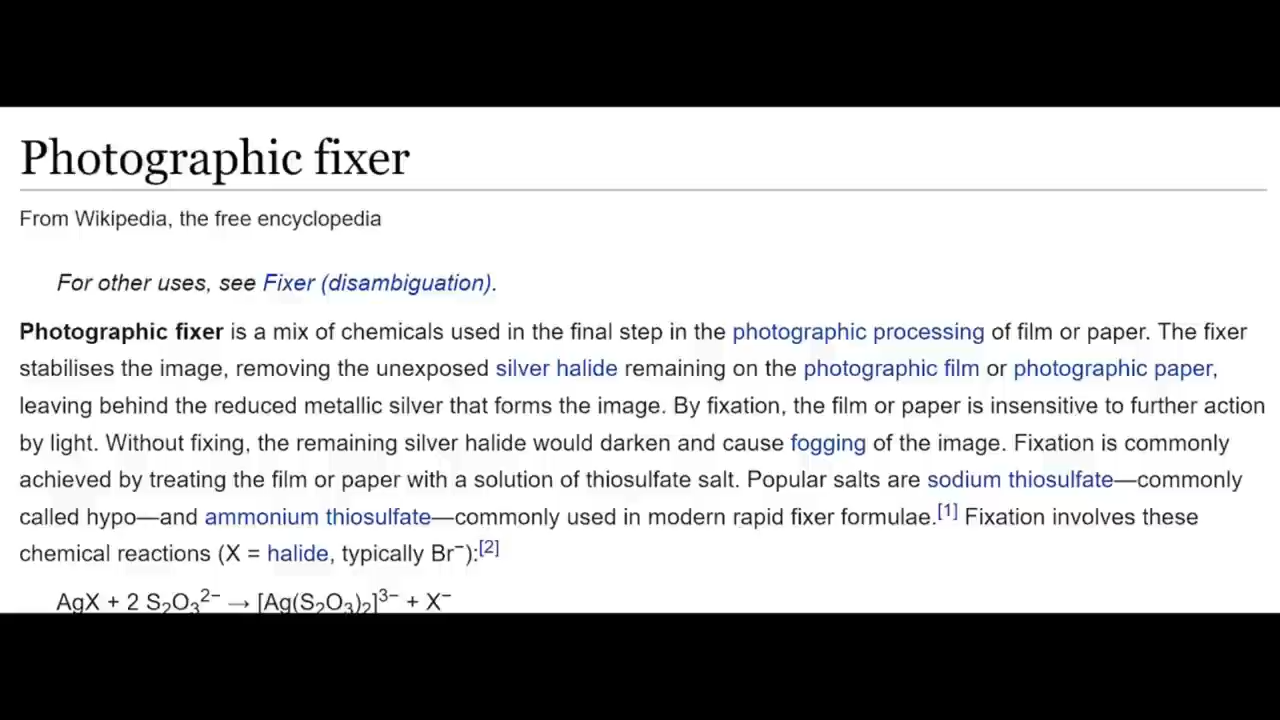 Photographic fixer
From Wikipedia, the free encyclopedia
For other uses, see Fixer (disambiguation).
Photographic fixer is a mix of chemicals used in the final step in the photographic processing of film or paper. The fixer
stabilises the image, removing the unexposed silver halide remaining on the photographic film or photographic paper,
leaving behind the reduced metallic silver that forms the image. By fixation, the film or paper is insensitive to further action
by light. Without fixing, the remaining silver halide would darken and cause fogging of the image. Fixation is commonly
achieved by treating the film or paper with a solution of thiosulfate salt. Popular salts are sodium thiosulfate—commonly
called hypo—and ammonium thiosulfate—commonly used in modern rapid fixer formulae.[1] Fixation involves these
chemical reactions (X = halide, typically Br⁻):[2]
AgX + 2 S₂O₃²⁻ → [Ag(S₂O₃)₂]³⁻ + X⁻